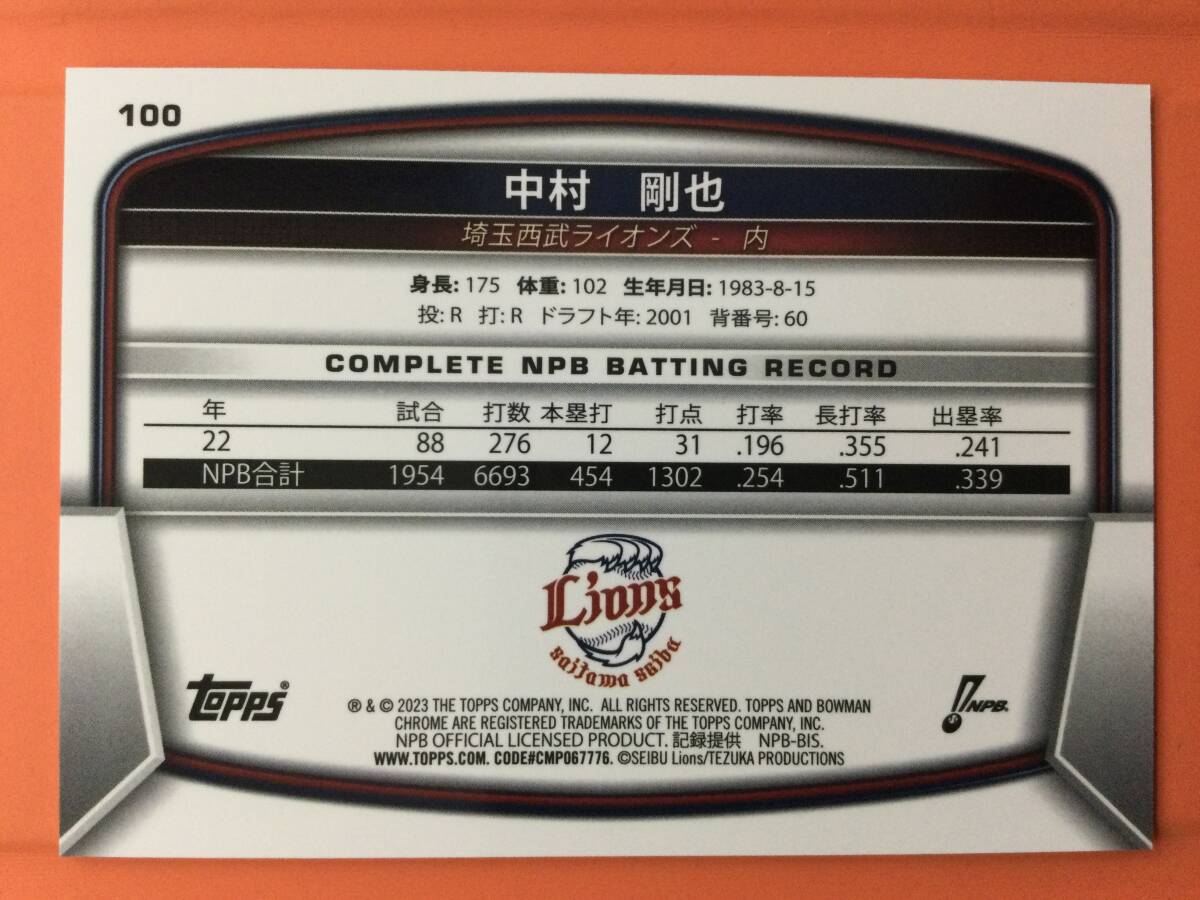 100
中村 剛也
埼玉西武ライオンズ - 内
身長: 175 体重: 102 生年月日: 1983-8-15
投: R 打: R ドラフト年: 2001 背番号: 60
COMPLETE NPB BATTING RECORD
年 試合 打数 本塁打 打点 打率 長打率 出塁率
22 88 276 12 31 .196 .355 .241
NPB合計 1954 6693 454 1302 .254 .511 .339
Lions
saitama seibu
topps®
® & © 2023 THE TOPPS COMPANY, INC. ALL RIGHTS RESERVED. TOPPS AND BOWMAN
CHROME ARE REGISTERED TRADEMARKS OF THE TOPPS COMPANY, INC.
NPB OFFICIAL LICENSED PRODUCT. 記録提供 NPB-BIS.
WWW.TOPPS.COM. CODE#CMP067776. ©SEIBU Lions/TEZUKA PRODUCTIONS
NPB.